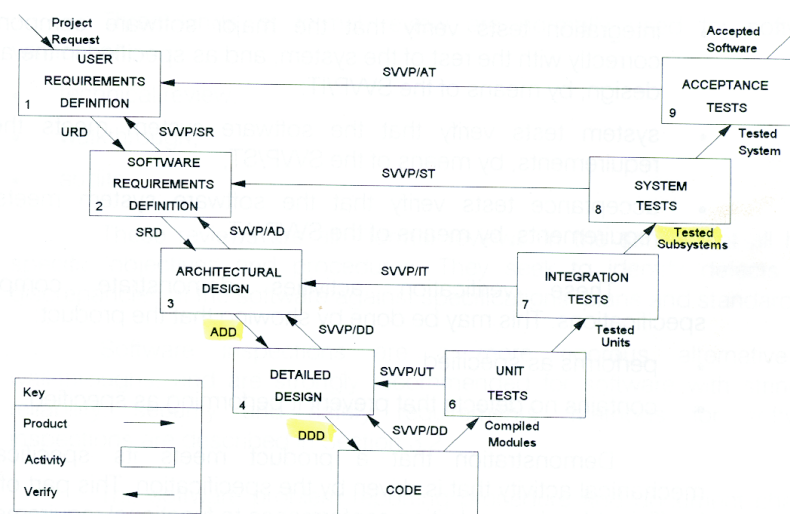 Project
Request
Accepted
Software
USER
REQUIREMENTS
DEFINITION
1
SVVP/AT
ACCEPTANCE
TESTS
9
URD
SVVP/SR
Tested
System
SOFTWARE
REQUIREMENTS
DEFINITION
2
SVVP/ST
SYSTEM
TESTS
8
SRD
SVVP/AD
Tested
Subsystems
ARCHITECTURAL
DESIGN
3
SVVP/IT
INTEGRATION
TESTS
7
ADD
SVVP/DD
Tested
Units
DETAILED
DESIGN
4
SVVP/UT
UNIT
TESTS
6
DDD
SVVP/DD
Compiled
Modules
CODE
Key
Product
Activity
Verify